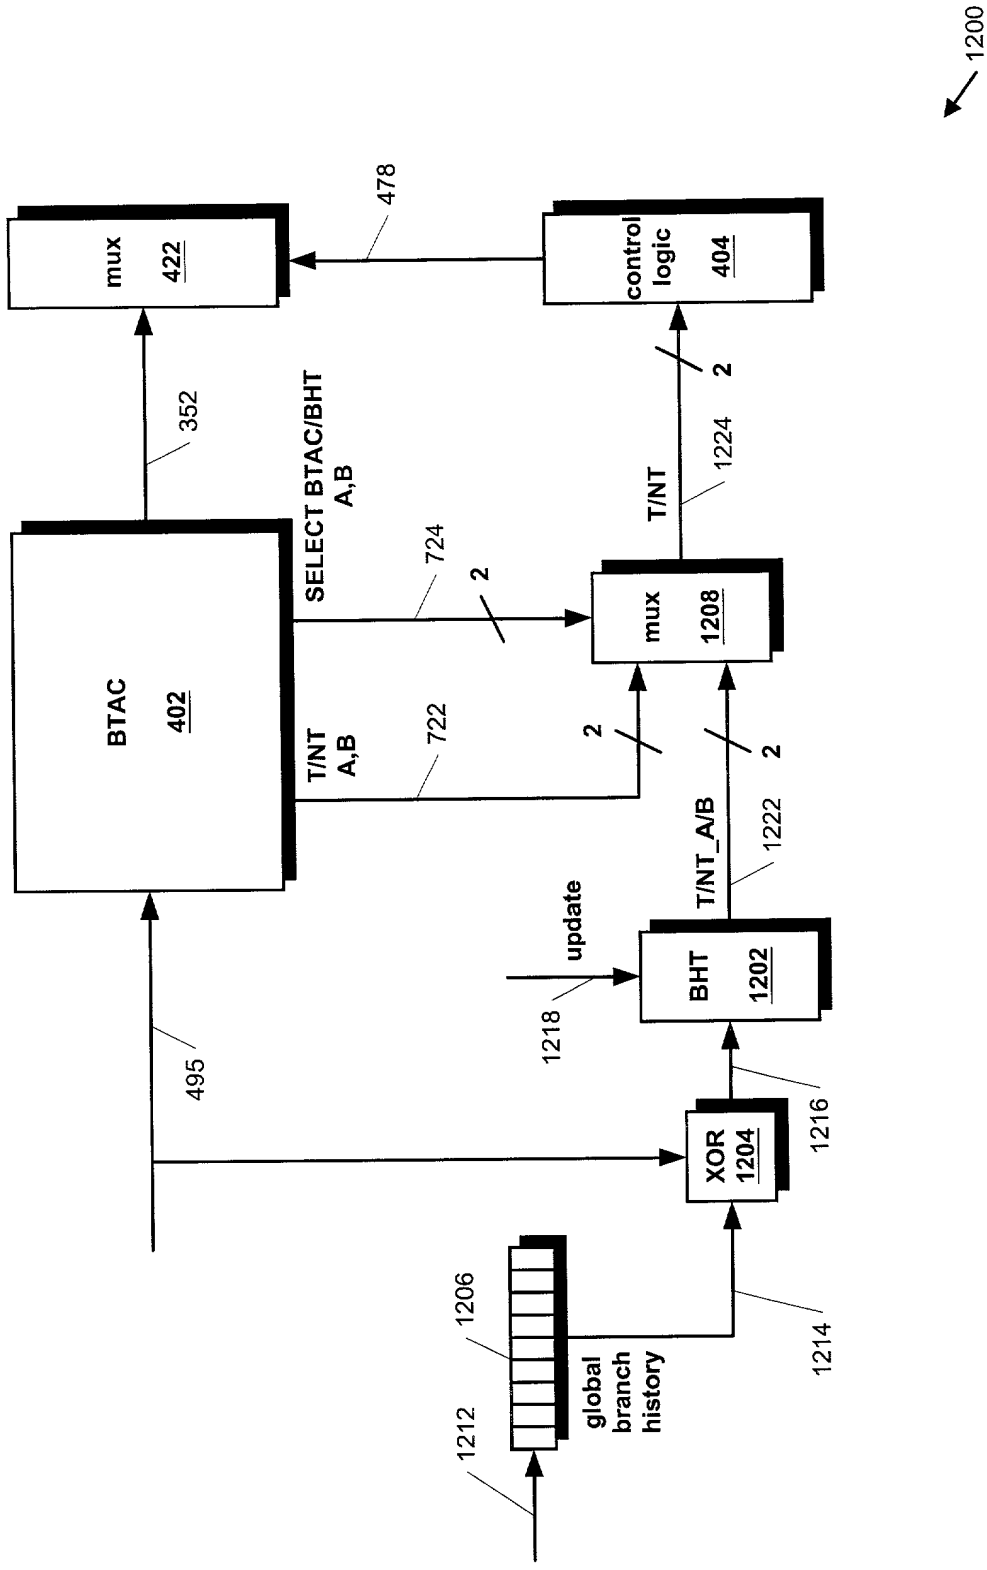 1200
mux
422
478
control
logic
404
352
2
1224
T/NT
SELECT BTAC/BHT
A,B
724
2
mux
1208
BTAC
402
T/NT
A,B
722
2
2
T/NT_A/B
1222
update
1218
BHT
1202
495
1216
XOR
1204
1206
global
branch
history
1214
1212